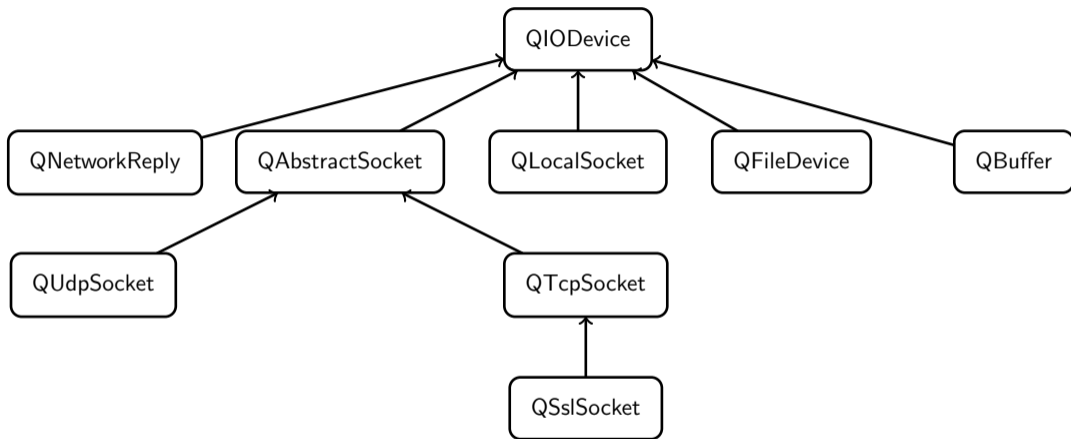 QIODevice
QNetworkReply
QAbstractSocket
QLocalSocket
QFileDevice
QBuffer
QUdpSocket
QTcpSocket
QSslSocket